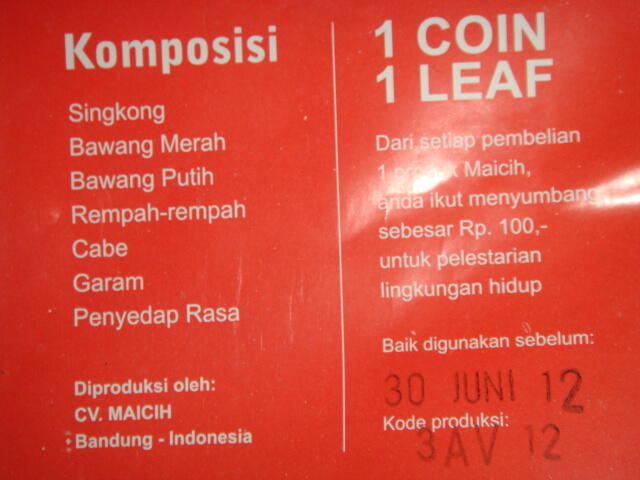 Komposisi
Singkong
Bawang Merah
Bawang Putih
Rempah-rempah
Cabe
Garam
Penyedap Rasa
Diproduksi oleh:
CV. MAICIH
Bandung - Indonesia
1 COIN
1 LEAF
Dari setiap pembelian
1 produk Maicih,
anda ikut menyumbang
sebesar Rp. 100,-
untuk pelestarian
lingkungan hidup
Baik digunakan sebelum:
30 JUNI 12
Kode produksi:
3AV 12